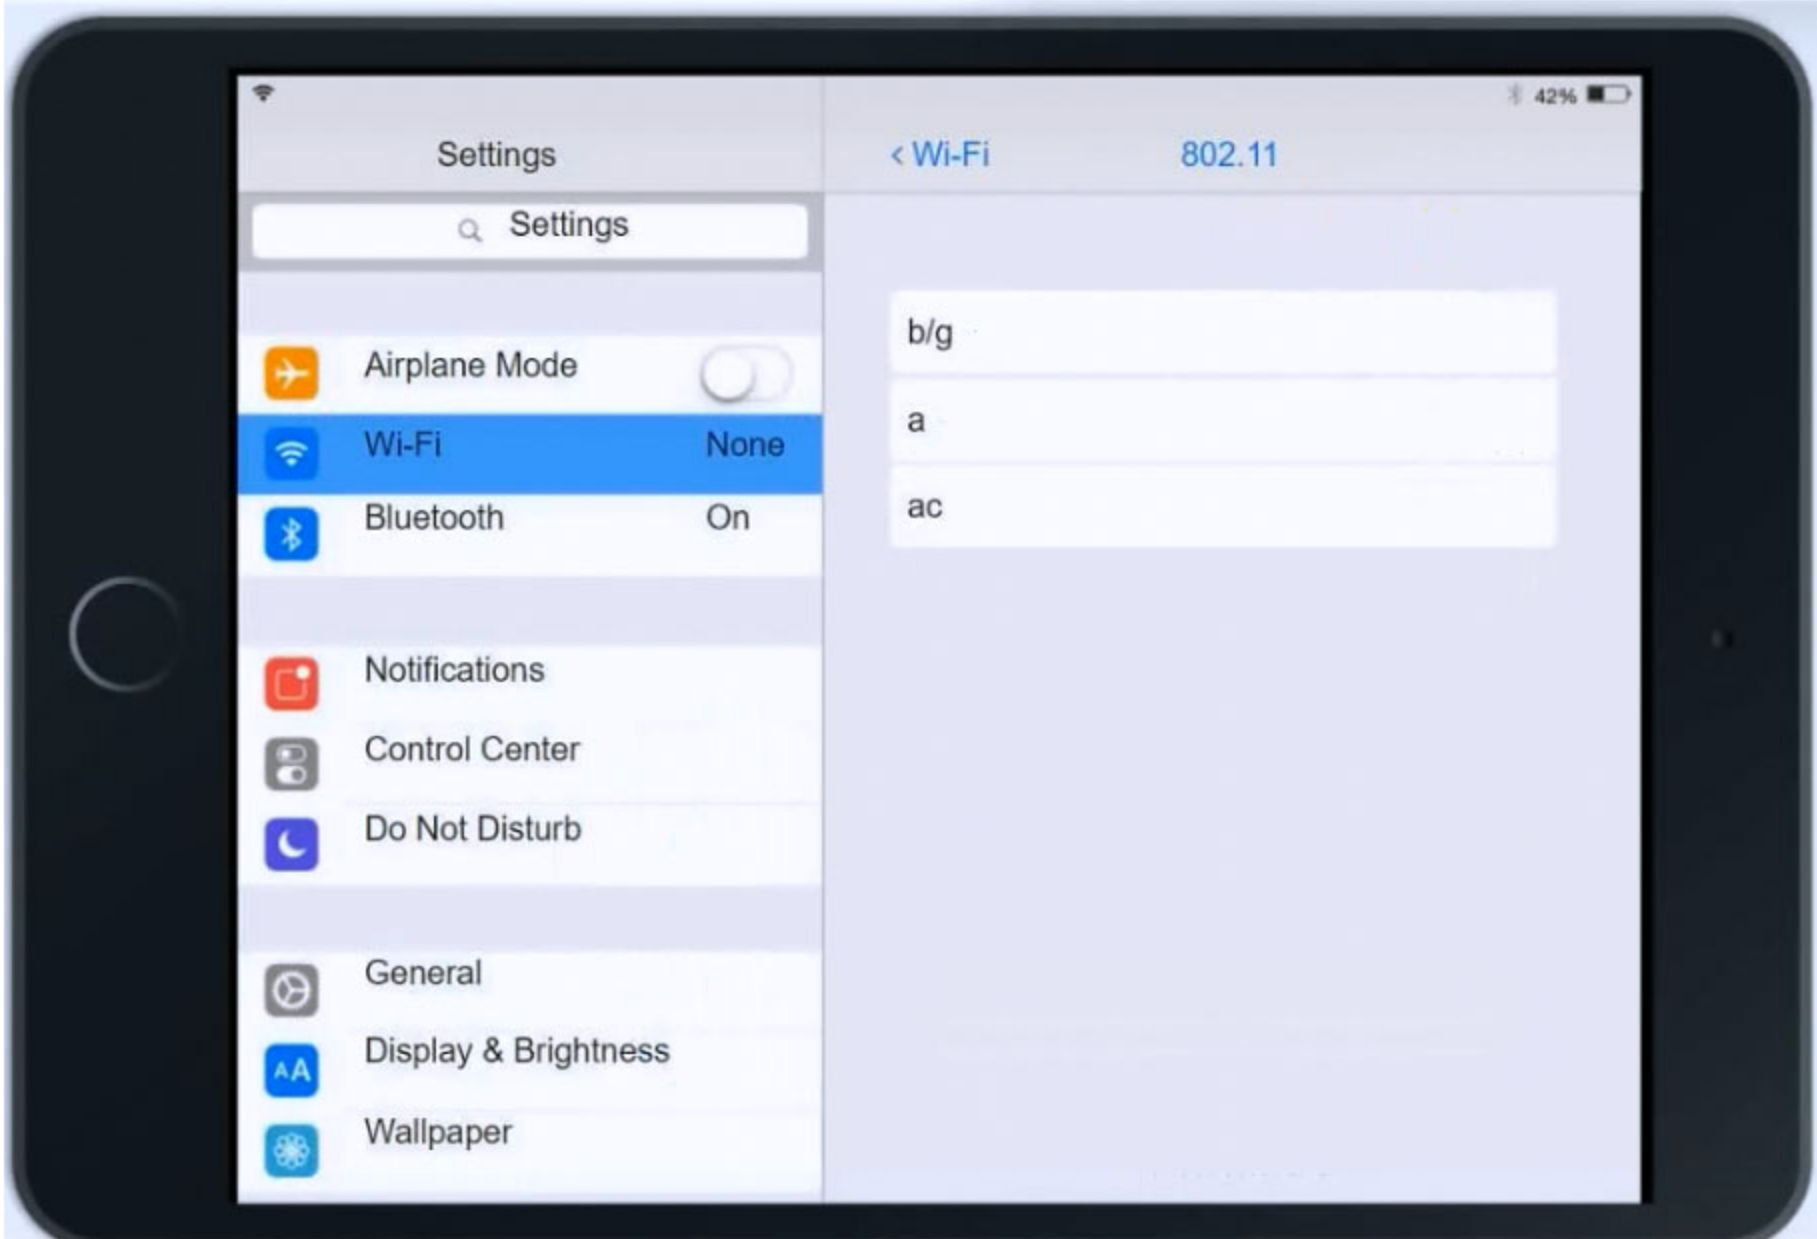 42%
Settings
< Wi-Fi
802.11
Settings
Airplane Mode
Wi-Fi
None
Bluetooth
On
Notifications
Control Center
Do Not Disturb
General
AA
Display & Brightness
Wallpaper
b/g
a
ac